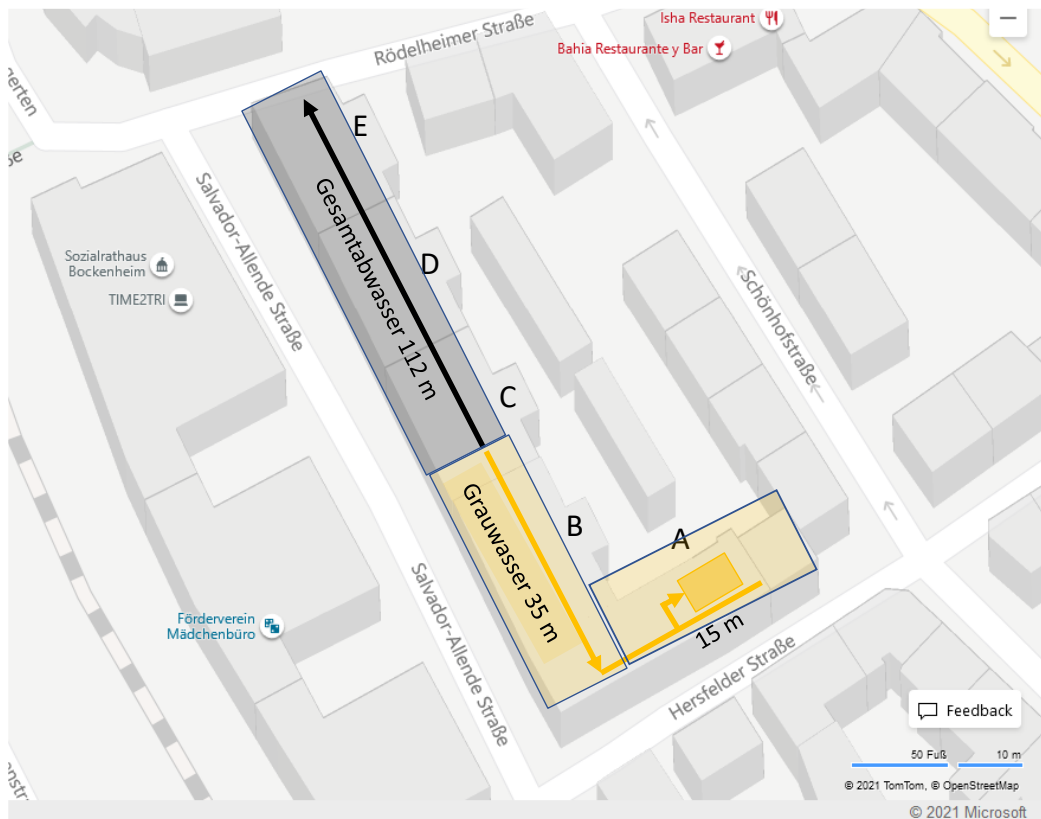 Isha Restaurant
Rödelheimer Straße
Bahia Restaurante y Bar
gerten
E
Salvador-Allende Straße
Gesamtabwasser 112 m
Sozialrathaus
Bockenheim
D
TIME2TRI
Schönhofstraße
C
Grauwasser 35 m
B
A
Salvador-Allende Straße
Förderverein
Mädchenbüro
15 m
Hersfelder Straße
Feedback
50 Fuß
10 m
© 2021 TomTom, © OpenStreetMap
© 2021 Microsoft